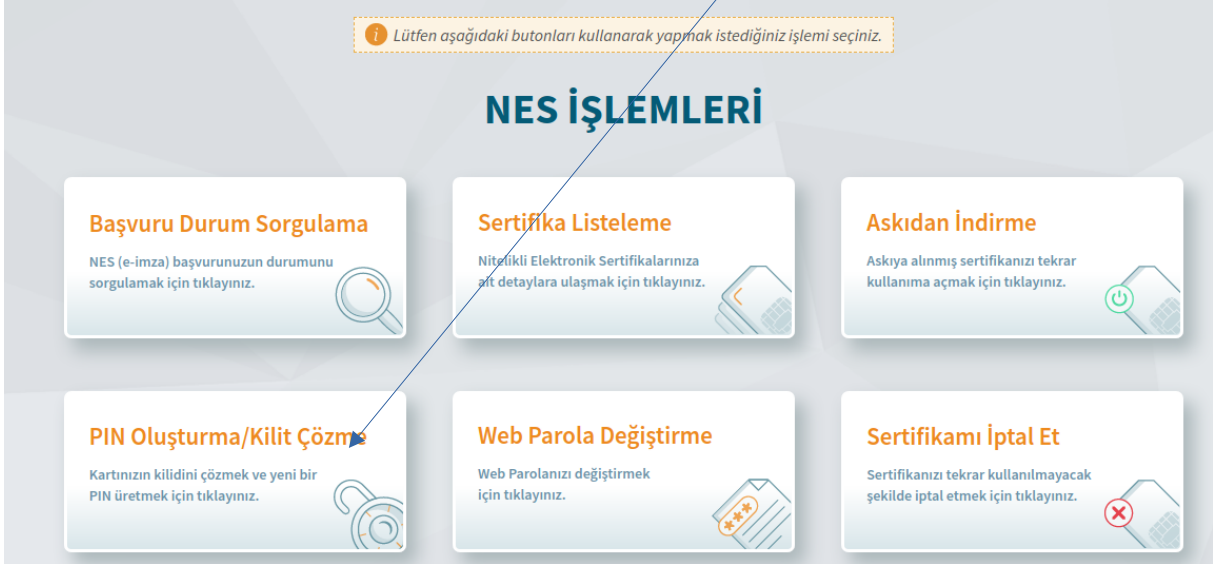 i Lütfen aşağıdaki butonları kullanarak yapmak istediğiniz işlemi seçiniz.
NES İŞLEMLERİ
Başvuru Durum Sorgulama
NES (e-imza) başvurunuzun durumunu
sorgulamak için tıklayınız.
Sertifika Listeleme
Nitelikli Elektronik Sertifikalarınıza
ait detaylara ulaşmak için tıklayınız.
Askıdan İndirme
Askıya alınmış sertifikanızı tekrar
kullanıma açmak için tıklayınız.
PIN Oluşturma/Kilit Çözme
Kartınızın kilidini çözmek ve yeni bir
PIN üretmek için tıklayınız.
Web Parola Değiştirme
Web Parolanızı değiştirmek
için tıklayınız.
***
Sertifikamı İptal Et
Sertifikanızı tekrar kullanılmayacak
şekilde iptal etmek için tıklayınız.